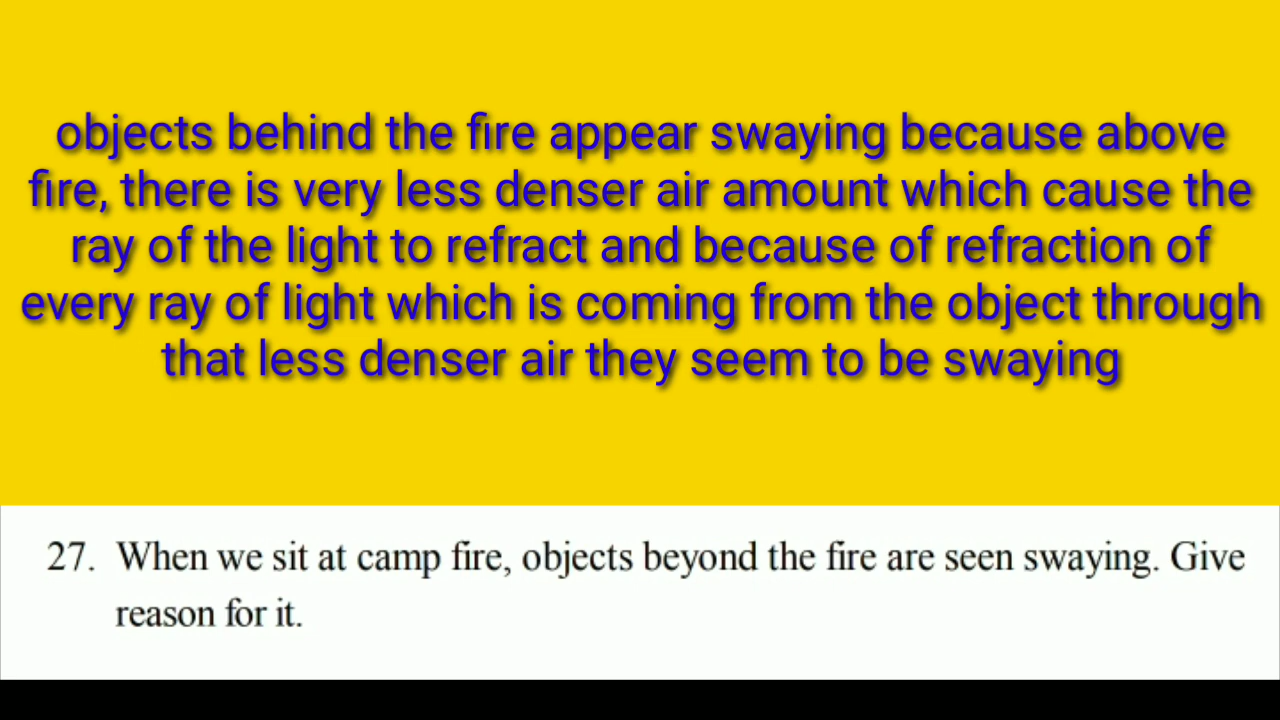 objects behind the fire appear swaying because above
fire, there is very less denser air amount which cause the
ray of the light to refract and because of refraction of
every ray of light which is coming from the object through
that less denser air they seem to be swaying
27. When we sit at camp fire, objects beyond the fire are seen swaying. Give
reason for it.